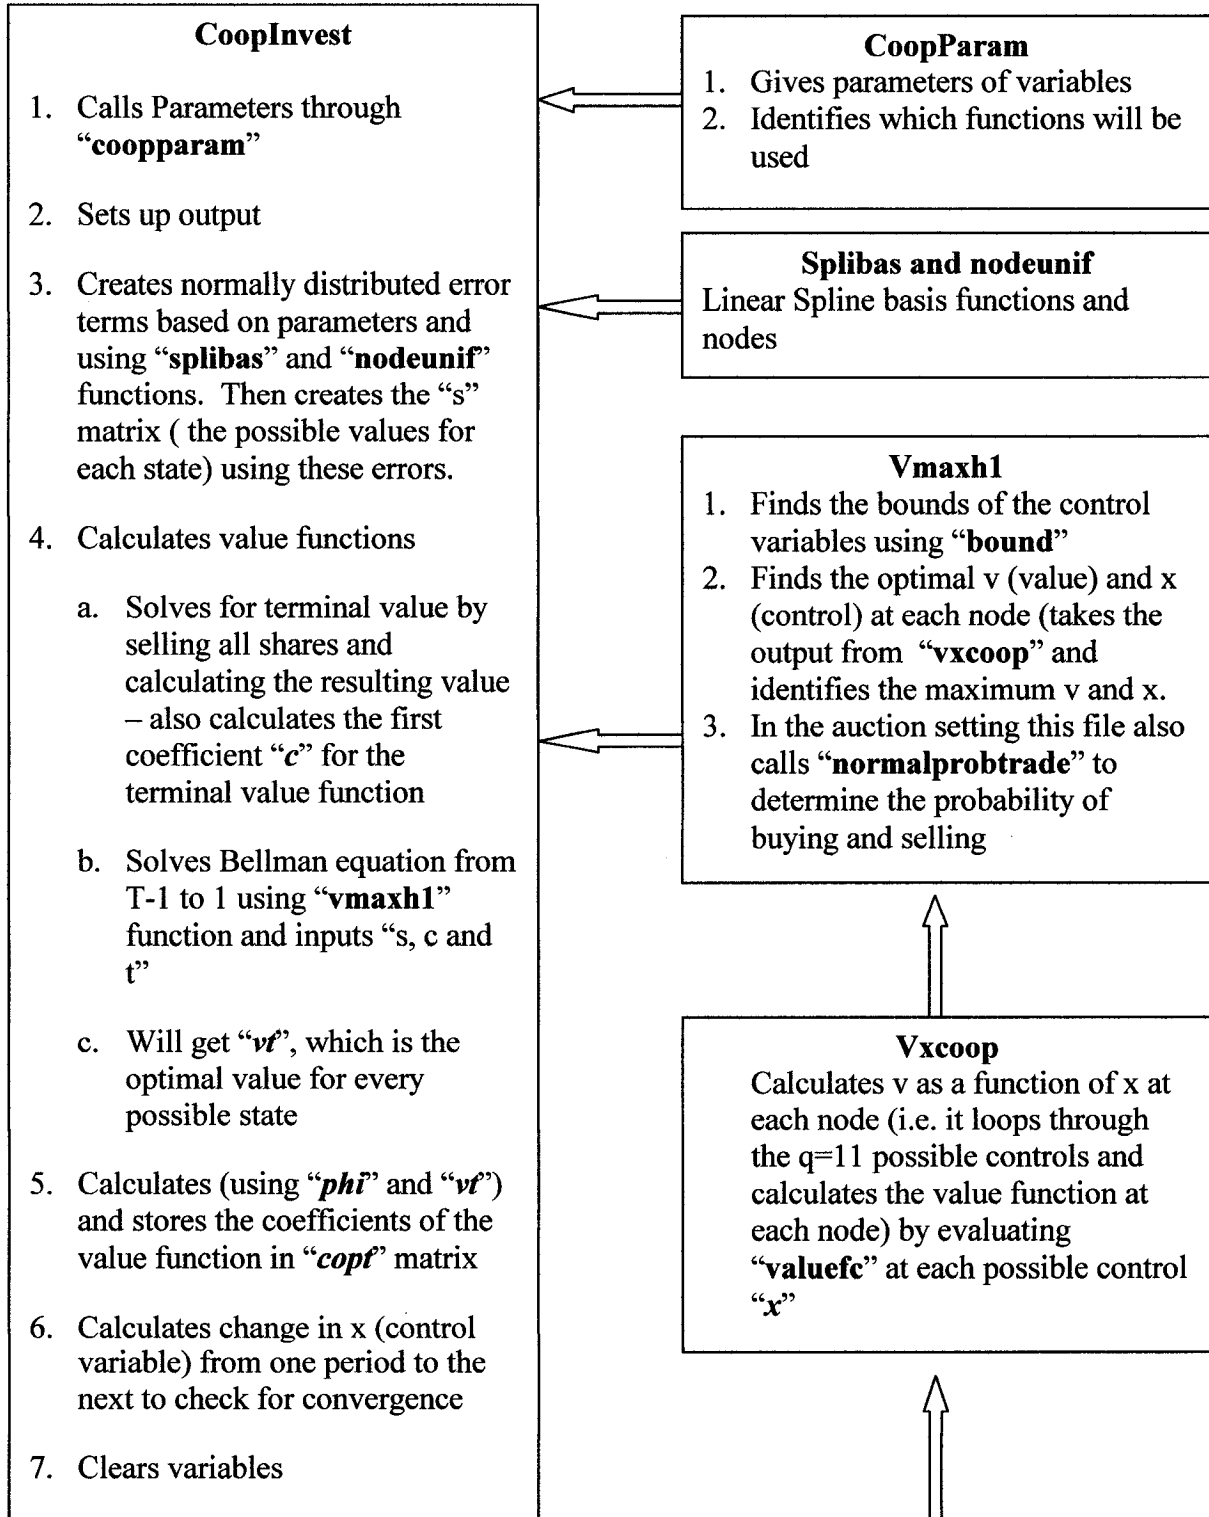 CoopInvest
1. Calls Parameters through
“coopparam”
2. Sets up output
3. Creates normally distributed error
terms based on parameters and
using “splibas” and “nodeunif”
functions. Then creates the “s”
matrix ( the possible values for
each state) using these errors.
4. Calculates value functions
a. Solves for terminal value by
selling all shares and
calculating the resulting value
– also calculates the first
coefficient “c” for the
terminal value function
b. Solves Bellman equation from
T-1 to 1 using “vmaxh1”
function and inputs “s, c and
t”
c. Will get “vt”, which is the
optimal value for every
possible state
5. Calculates (using “phi” and “vt”)
and stores the coefficients of the
value function in “copt” matrix
6. Calculates change in x (control
variable) from one period to the
next to check for convergence
7. Clears variables
CoopParam
1. Gives parameters of variables
2. Identifies which functions will be
used
Splibas and nodeunif
Linear Spline basis functions and
nodes
Vmaxh1
1. Finds the bounds of the control
variables using “bound”
2. Finds the optimal v (value) and x
(control) at each node (takes the
output from “vxcoop” and
identifies the maximum v and x.
3. In the auction setting this file also
calls “normalprobtrade” to
determine the probability of
buying and selling
Vxcoop
Calculates v as a function of x at
each node (i.e. it loops through
the q=11 possible controls and
calculates the value function at
each node) by evaluating
“valuefc” at each possible control
“x”